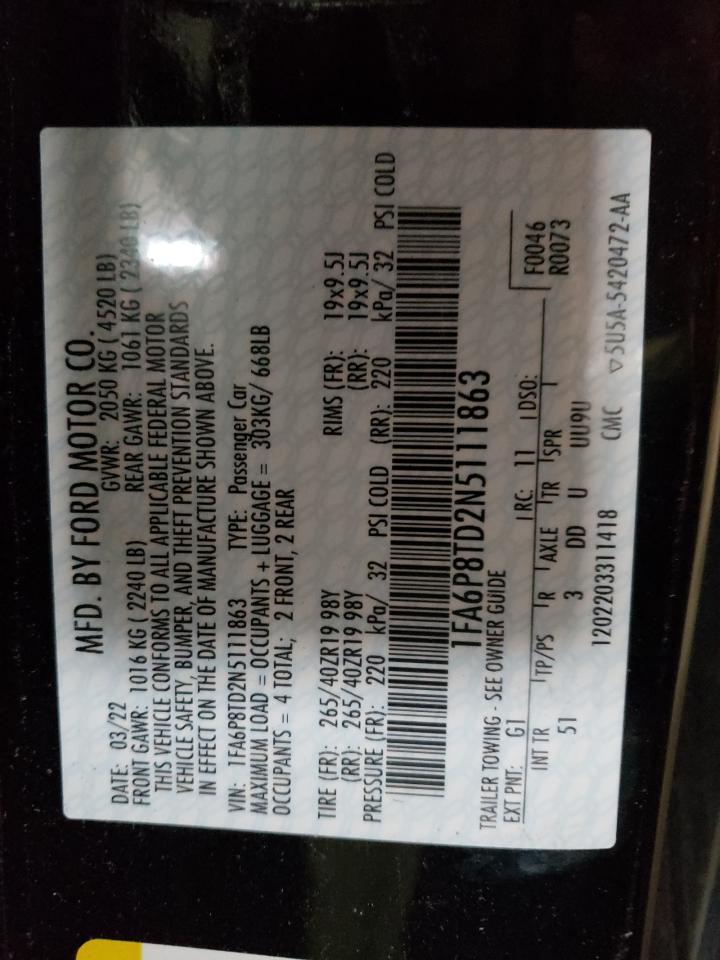 MFD. BY FORD MOTOR CO.
DATE: 03/22 GVWR: 2050 KG ( 4520 LB)
FRONT GAWR: 1016 KG ( 2240 LB) REAR GAWR: 1061 KG ( 2340 LB)
THIS VEHICLE CONFORMS TO ALL APPLICABLE FEDERAL MOTOR
VEHICLE SAFETY, BUMPER, AND THEFT PREVENTION STANDARDS
IN EFFECT ON THE DATE OF MANUFACTURE SHOWN ABOVE.
VIN: 1FA6P8TD2N5111863 TYPE: Passenger Car
MAXIMUM LOAD = OCCUPANTS + LUGGAGE = 303KG/ 668LB
OCCUPANTS = 4 TOTAL; 2 FRONT, 2 REAR
TIRE (FR): 265/40ZR19 98Y RIMS (FR): 19x9.5J
(RR): 265/40ZR19 98Y (RR): 19x9.5J
PRESSURE (FR): 220 kPa/ 32 PSI COLD (RR): 220 kPa/ 32 PSI COLD
1FA6P8TD2N5111863
TRAILER TOWING - SEE OWNER GUIDE
EXT PNT: G1 RC: 11 DSO: F0046
R0073
INT TR TP/PS R AXLE TR SPR
51 3 DD U UU9U
1202203311418 CMC ▽5U5A-5420472-AA